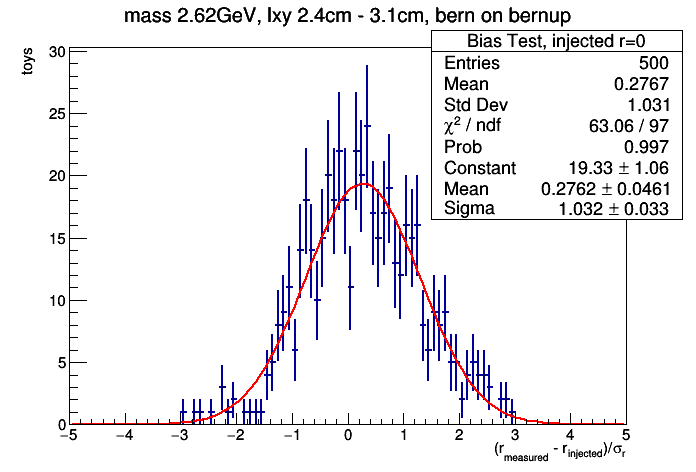 mass 2.62GeV, lxy 2.4cm - 3.1cm, bern on bernup
Bias Test, injected r=0
Entries 500
Mean 0.2767
Std Dev 1.031
χ² / ndf 63.06 / 97
Prob 0.997
Constant 19.33 ± 1.06
Mean 0.2762 ± 0.0461
Sigma 1.032 ± 0.033
toys
30
25
20
15
10
5
0
−5 −4 −3 −2 −1 0 1 2 3 4 5
(r_measured - r_injected)/σ_r